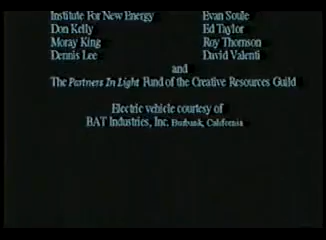 Institute For New Energy Evan Soule
Don Kelly Ed Taylor
Moray King Roy Thornson
Dennis Lee David Valenti
and
The Partners In Light Fund of the Creative Resources Guild
Electric vehicle courtesy of
BAT Industries, Inc. Burbank, California